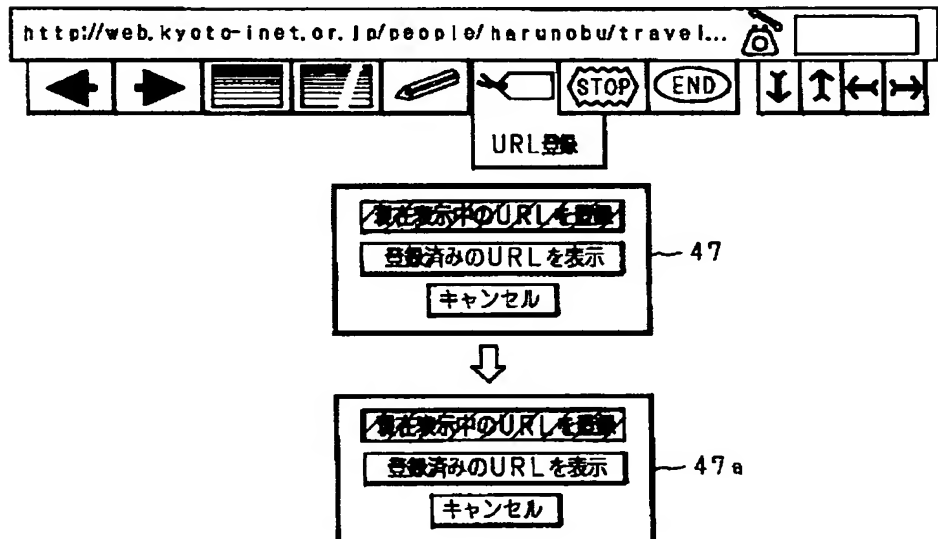 http://web.kyoto-inet.or.jp/people/harunobu/travel...
STOP
END
URL登録
現在表示中のURLを登録
登録済みのURLを表示
47
キャンセル
現在表示中のURLを登録
登録済みのURLを表示
47a
キャンセル